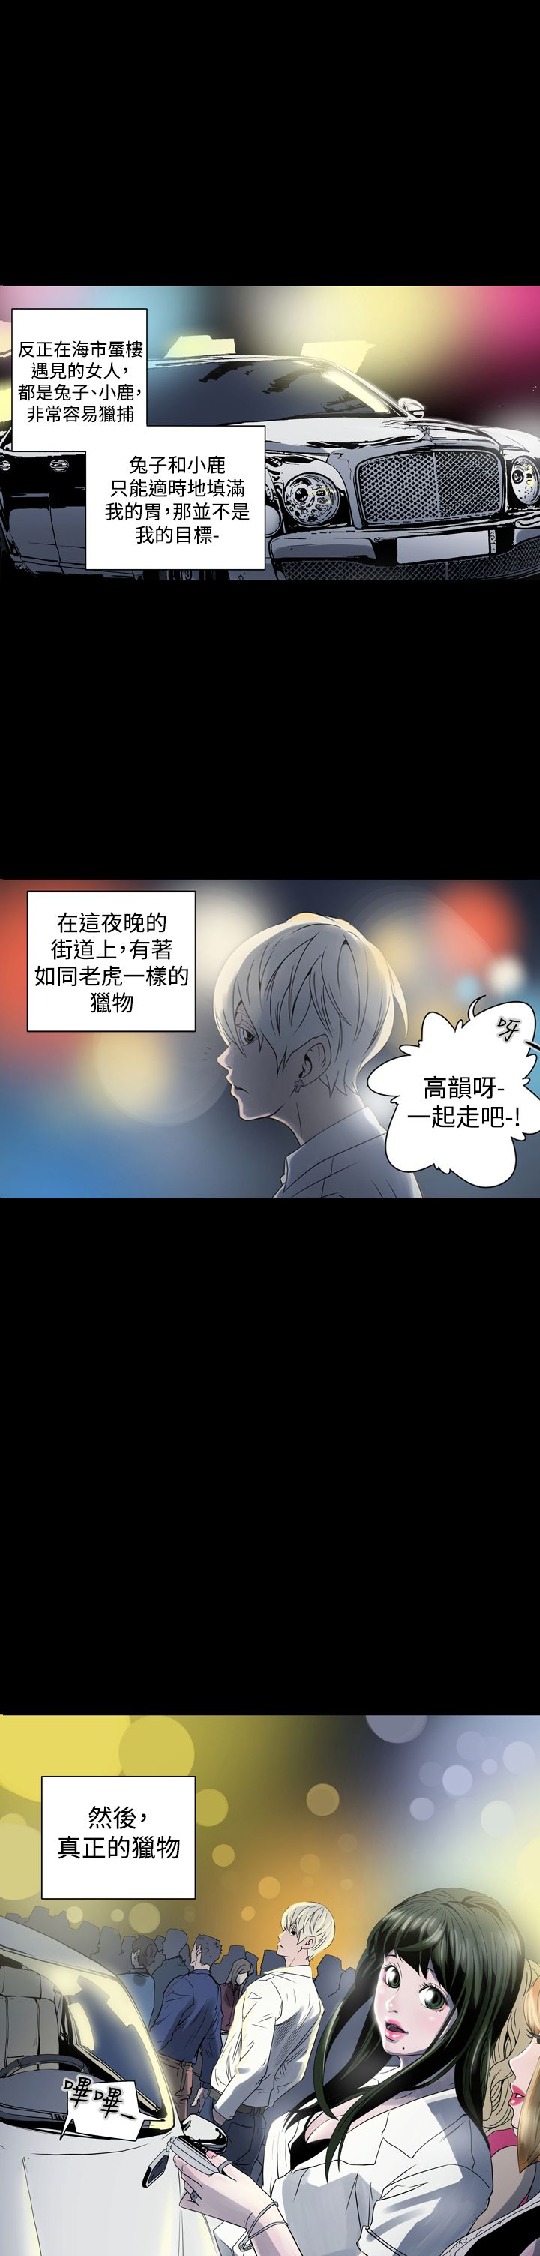 反正在海市蜃樓
遇見的女人,
都是兔子、小鹿,
非常容易獵捕
兔子和小鹿
只能適時地填滿
我的胃,那並不是
我的目標-
在這夜晚的
街道上,有著
如同老虎一樣的
獵物
呀
高韻呀-
一起走吧-!
然後,
真正的獵物
嗶嗶-